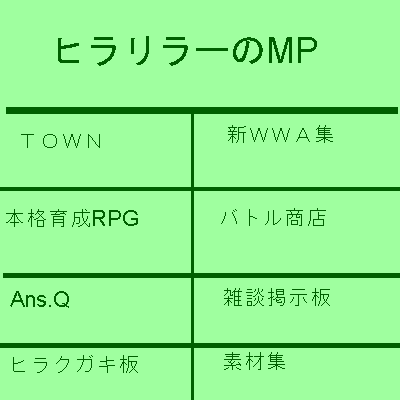 ヒラリラーのMP
ＴＯＷＮ
新ＷＷＡ集
本格育成RPG
バトル商店
Ans.Q
雑談掲示板
ヒラクガキ板
素材集